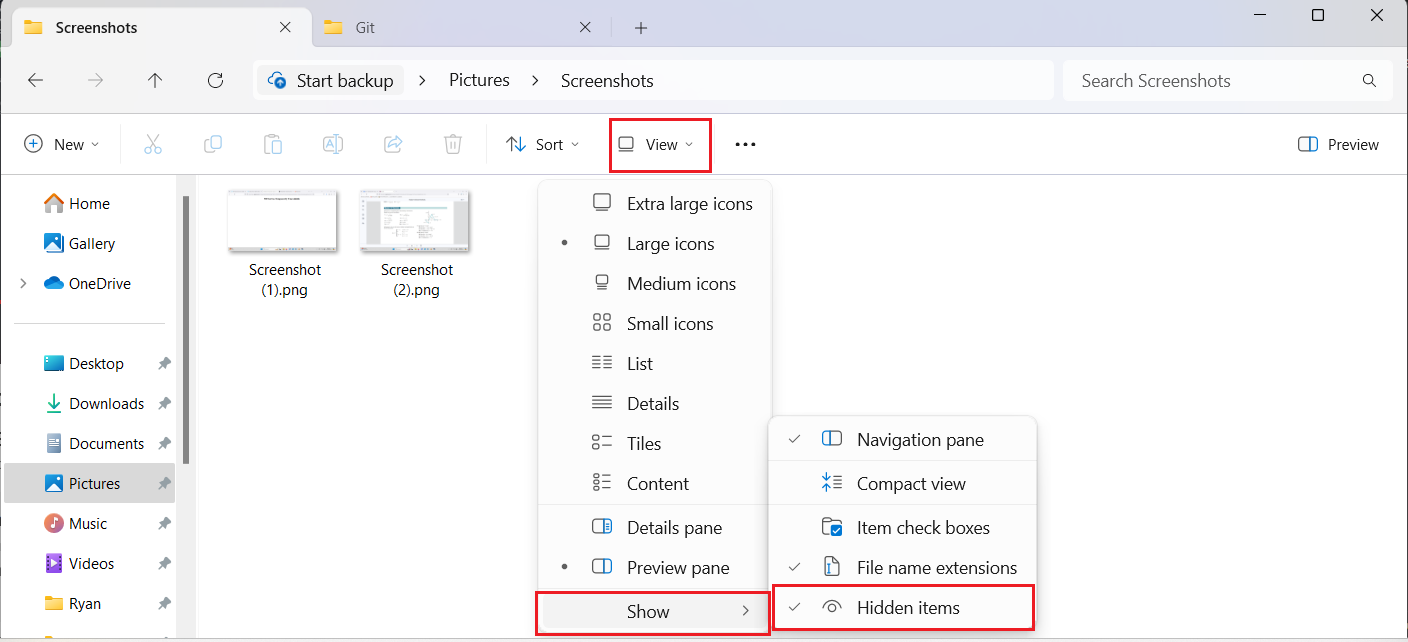 Screenshots
Git
Start backup
Pictures
Screenshots
Search Screenshots
New
Sort
View
Preview
Home
Gallery
OneDrive
Desktop
Downloads
Documents
Pictures
Music
Videos
Ryan
Screenshot
(1).png
Screenshot
(2).png
Extra large icons
Large icons
Medium icons
Small icons
List
Details
Tiles
Content
Details pane
Preview pane
Show
Navigation pane
Compact view
Item check boxes
File name extensions
Hidden items